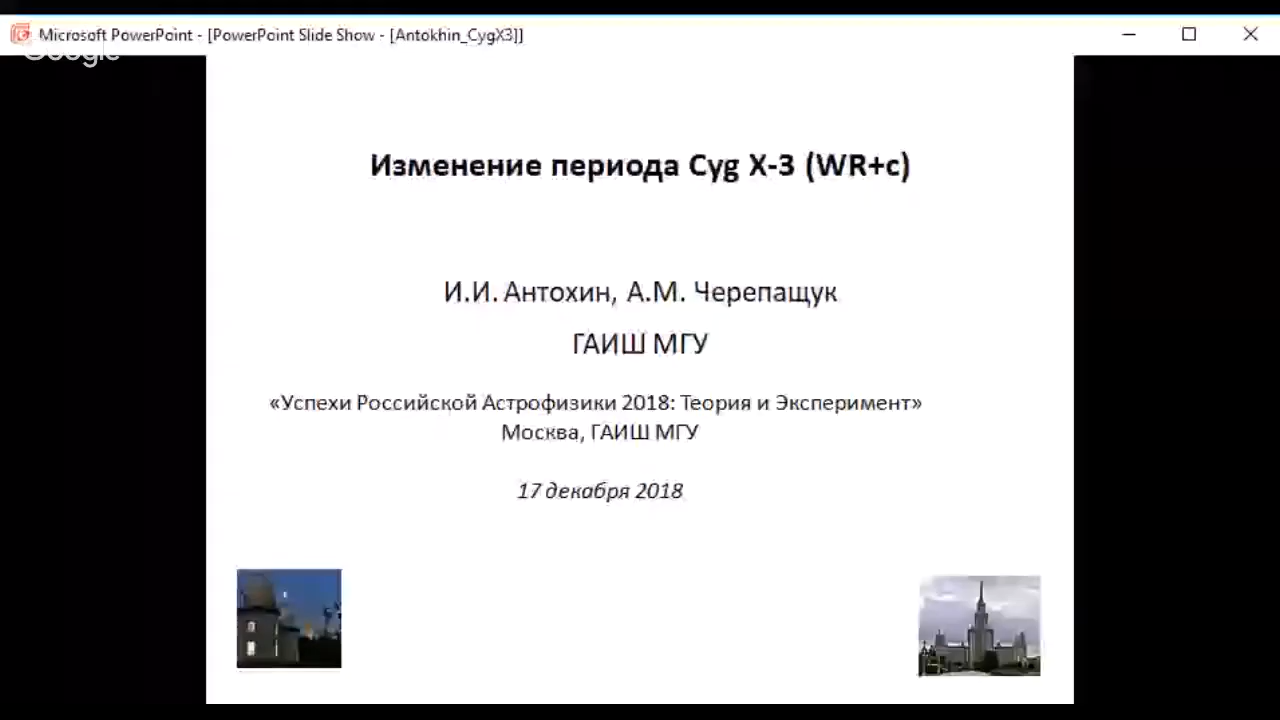 Microsoft PowerPoint - [PowerPoint Slide Show - [Antokhin_CygX3]]
Google
Изменение периода Cyg X-3 (WR+c)
И.И. Антохин, А.М. Черепащук
ГАИШ МГУ
«Успехи Российской Астрофизики 2018: Теория и Эксперимент»
Москва, ГАИШ МГУ
17 декабря 2018